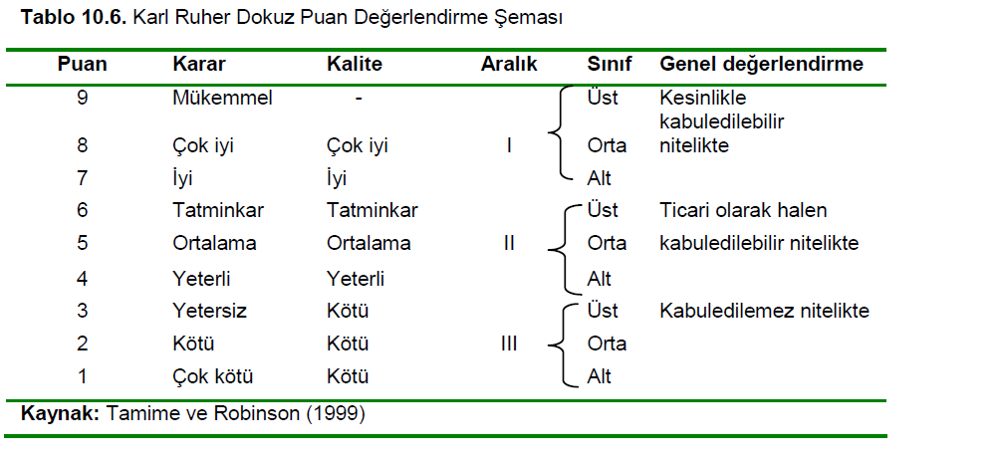 Tablo 10.6. Karl Ruher Dokuz Puan Değerlendirme Şeması
Puan Karar Kalite Aralık Sınıf Genel değerlendirme
9 Mükemmel - Üst Kesinlikle
kabuledilebilir
8 Çok iyi Çok iyi I Orta nitelikte
7 İyi İyi Alt
6 Tatminkar Tatminkar Üst Ticari olarak halen
5 Ortalama Ortalama II Orta kabuledilebilir nitelikte
4 Yeterli Yeterli Alt
3 Yetersiz Kötü Üst Kabuledilemez nitelikte
2 Kötü Kötü III Orta
1 Çok kötü Kötü Alt
Kaynak: Tamime ve Robinson (1999)